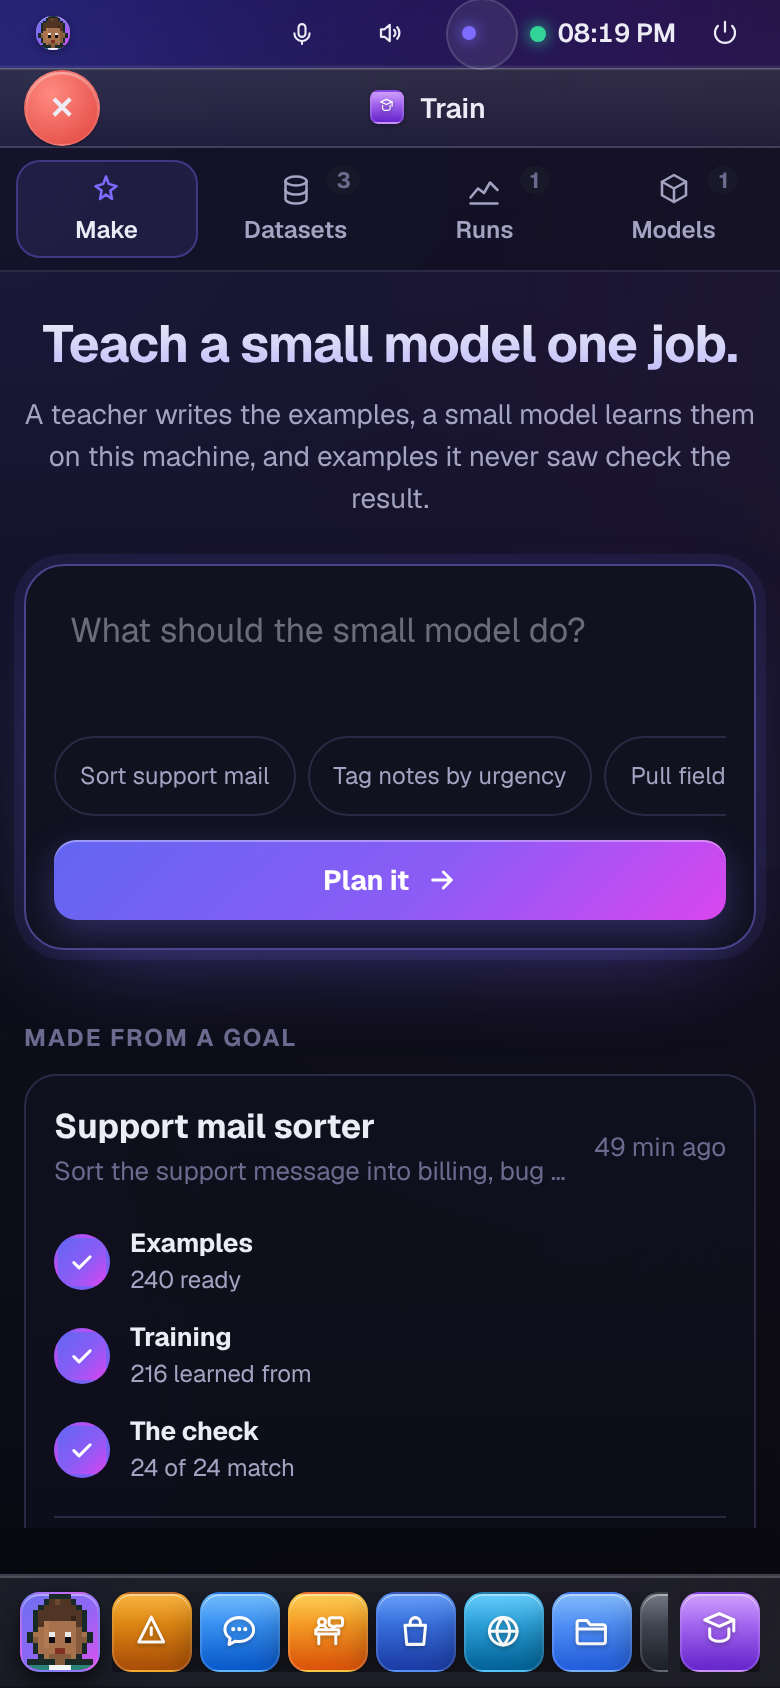 08:19 PM
Train
Make
Datasets
3
Runs
1
Models
1
Teach a small model one job.
A teacher writes the examples, a small model learns them
on this machine, and examples it never saw check the
result.
What should the small model do?
Sort support mail
Tag notes by urgency
Pull field
Plan it →
MADE FROM A GOAL
Support mail sorter
49 min ago
Sort the support message into billing, bug ...
Examples
240 ready
Training
216 learned from
The check
24 of 24 match